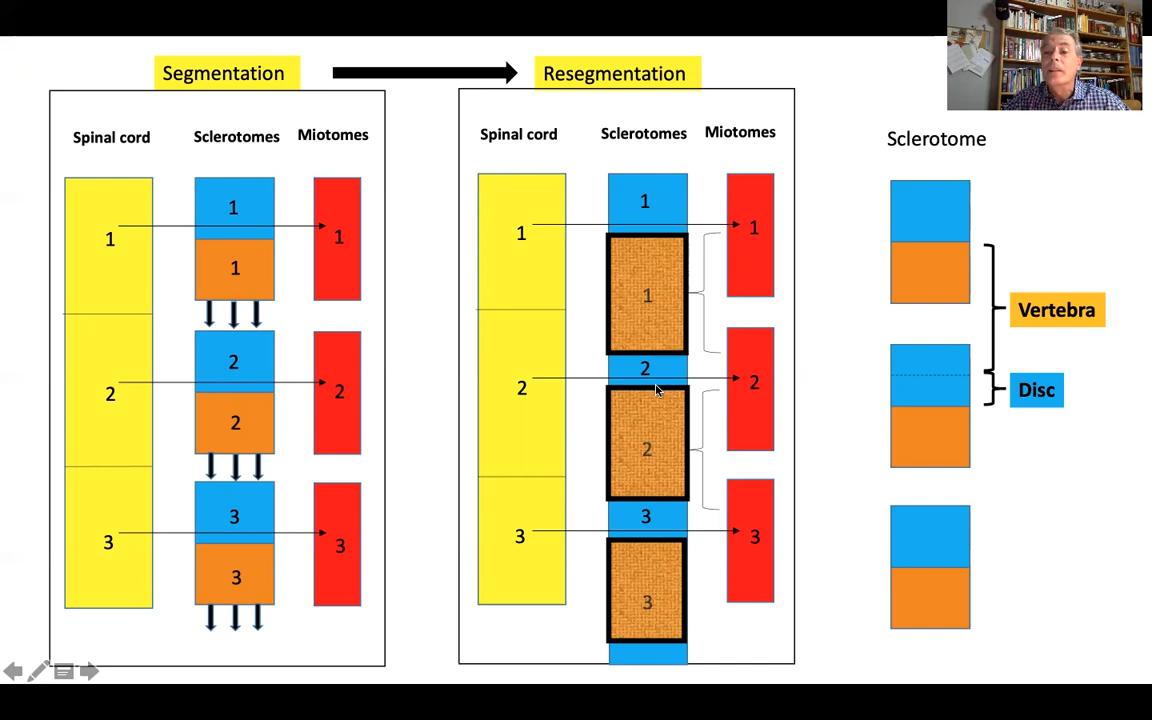 Segmentation
Resegmentation
Spinal cord
Sclerotomes
Miotomes
1
1
1
1
2
2
2
2
3
3
3
3
Spinal cord
Sclerotomes
Miotomes
1
1
1
1
2
2
2
2
3
3
3
3
Sclerotome
Vertebra
Disc